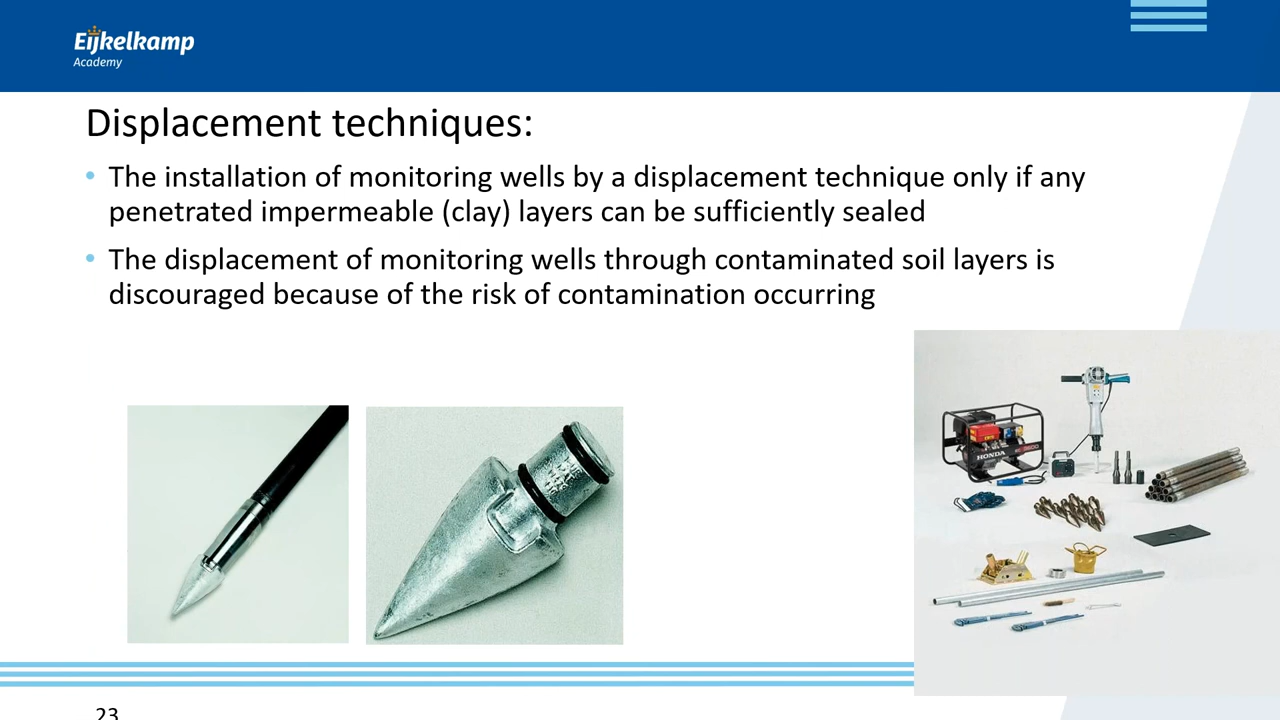 Eijkelkamp
Academy
Displacement techniques:
• The installation of monitoring wells by a displacement technique only if any
penetrated impermeable (clay) layers can be sufficiently sealed
• The displacement of monitoring wells through contaminated soil layers is
discouraged because of the risk of contamination occurring
HONDA
23